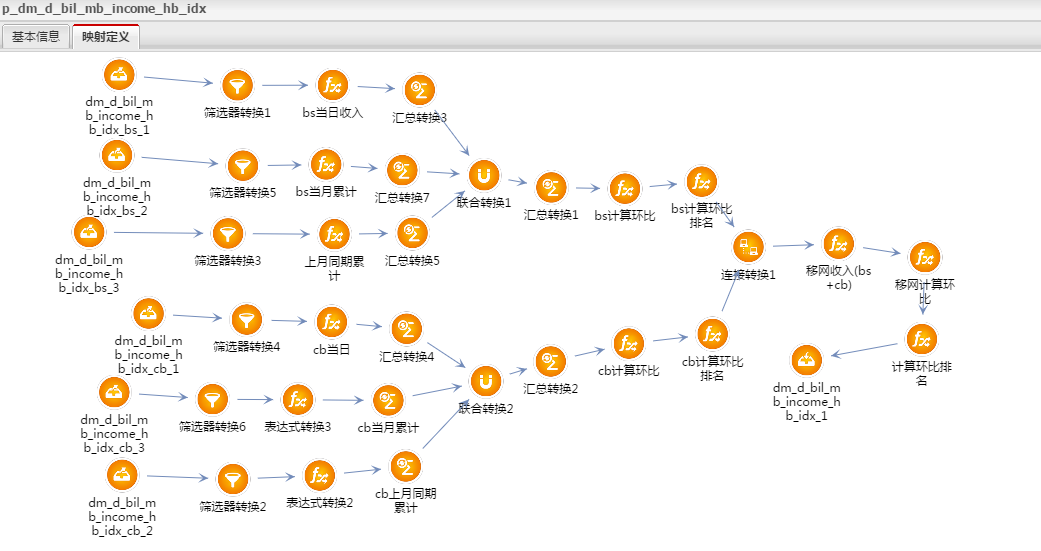 p_dm_d_bil_mb_income_hb_idx
基本信息
映射定义
dm_d_bil_m
b_income_h
b_idx_bs_1
筛选器转换1
bs当日收入
汇总转换3
dm_d_bil_m
b_income_h
b_idx_bs_2
筛选器转换5
bs当月累计
汇总转换7
联合转换1
汇总转换1
bs计算环比
bs计算环比
排名
dm_d_bil_m
b_income_h
b_idx_bs_3
筛选器转换3
上月同期累
计
汇总转换5
连接转换1
移网收入(bs
+cb)
移网计算环
比
dm_d_bil_m
b_income_h
b_idx_cb_1
筛选器转换4
cb当日
汇总转换4
汇总转换2
cb计算环比
cb计算环比
排名
dm_d_bil_m
b_income_h
b_idx_1
计算环比排
名
dm_d_bil_m
b_income_h
b_idx_cb_3
筛选器转换6
表达式转换3
cb当月累计
联合转换2
dm_d_bil_m
b_income_h
b_idx_cb_2
筛选器转换2
表达式转换2
cb上月同期
累计